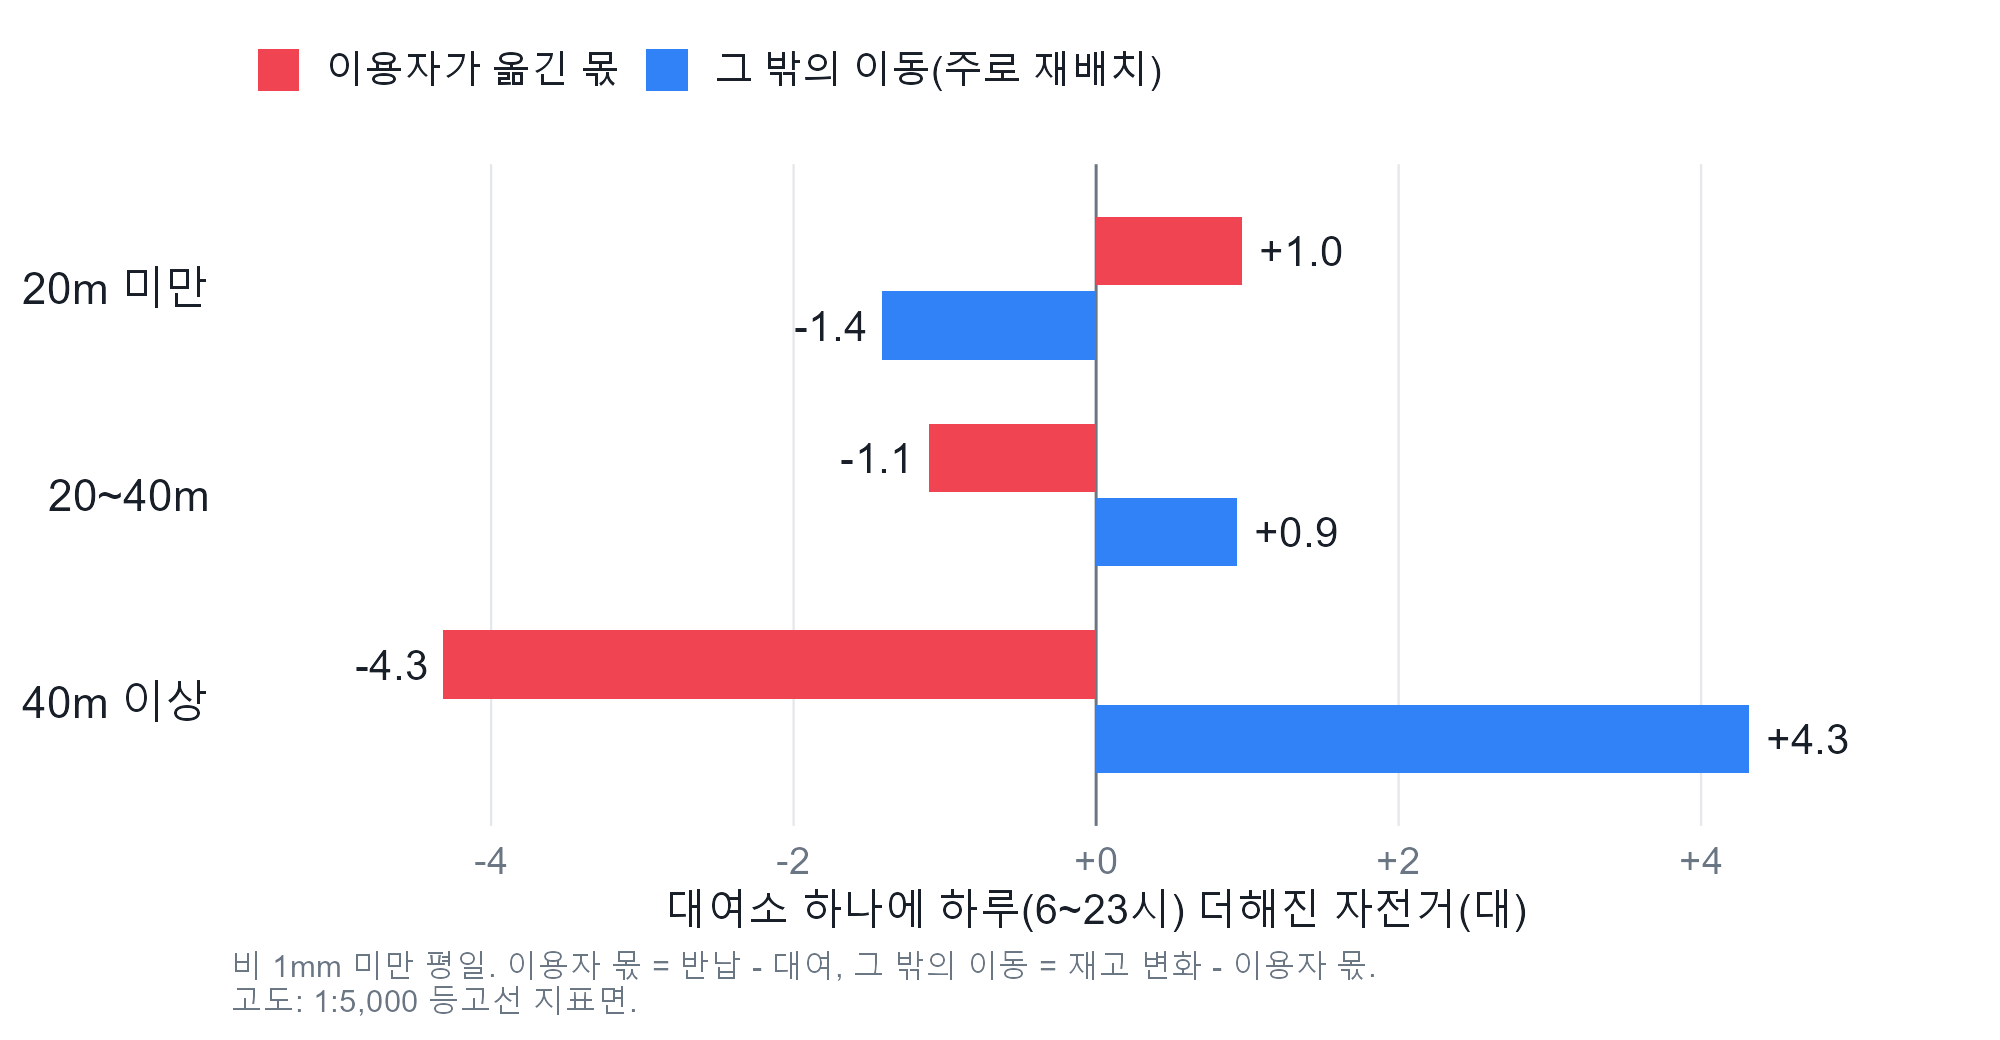 이용자가 옮긴 몫 그 밖의 이동(주로 재배치)
20m 미만
+1.0
-1.4
20~40m
-1.1
+0.9
40m 이상
-4.3
+4.3
-4 -2 +0 +2 +4
대여소 하나에 하루(6~23시) 더해진 자전거(대)
비 1mm 미만 평일. 이용자 몫 = 반납 - 대여, 그 밖의 이동 = 재고 변화 - 이용자 몫.
고도: 1:5,000 등고선 지표면.